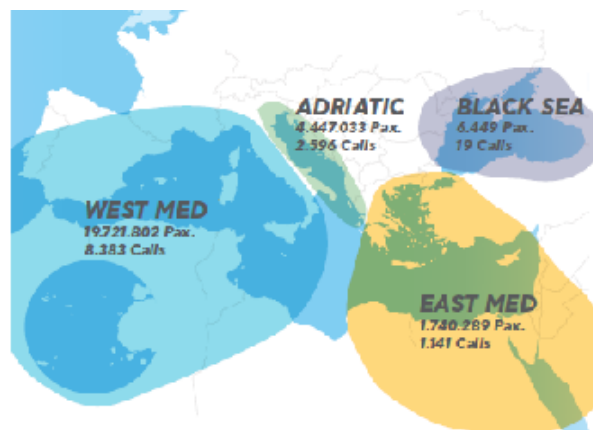 ADRIATIC
4.447.033 Pax.
2.596 Calls
BLACK SEA
6.449 Pax.
19 Calls
WEST MED
19.721.802 Pax.
8.383 Calls
EAST MED
1.740.289 Pax.
1.141 Calls